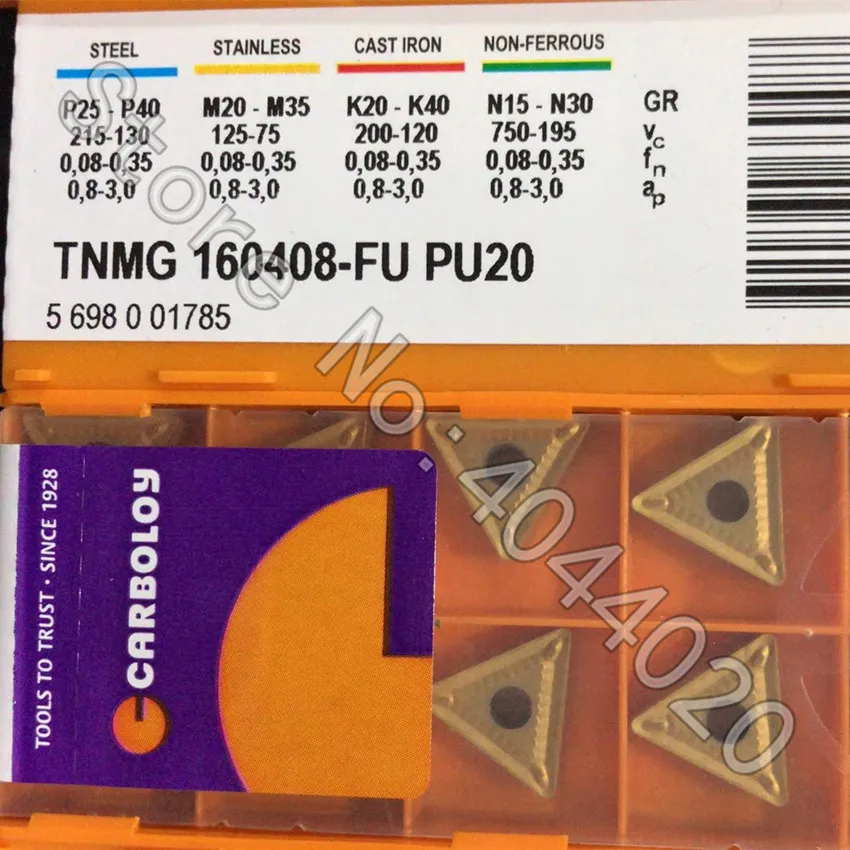 STEEL STAINLESS CAST IRON NON-FERROUS
P25 - P40 M20 - M35 K20 - K40 N15 - N30 GR
215-130 125-75 200-120 750-195 vc
0,08-0,35 0,08-0,35 0,08-0,35 0,08-0,35 fn
0,8-3,0 0,8-3,0 0,8-3,0 0,8-3,0 ap
TNMG 160408-FU PU20
5 698 0 01785
Store No: 4044020
TOOLS TO TRUST · SINCE 1928
CARBOLOY